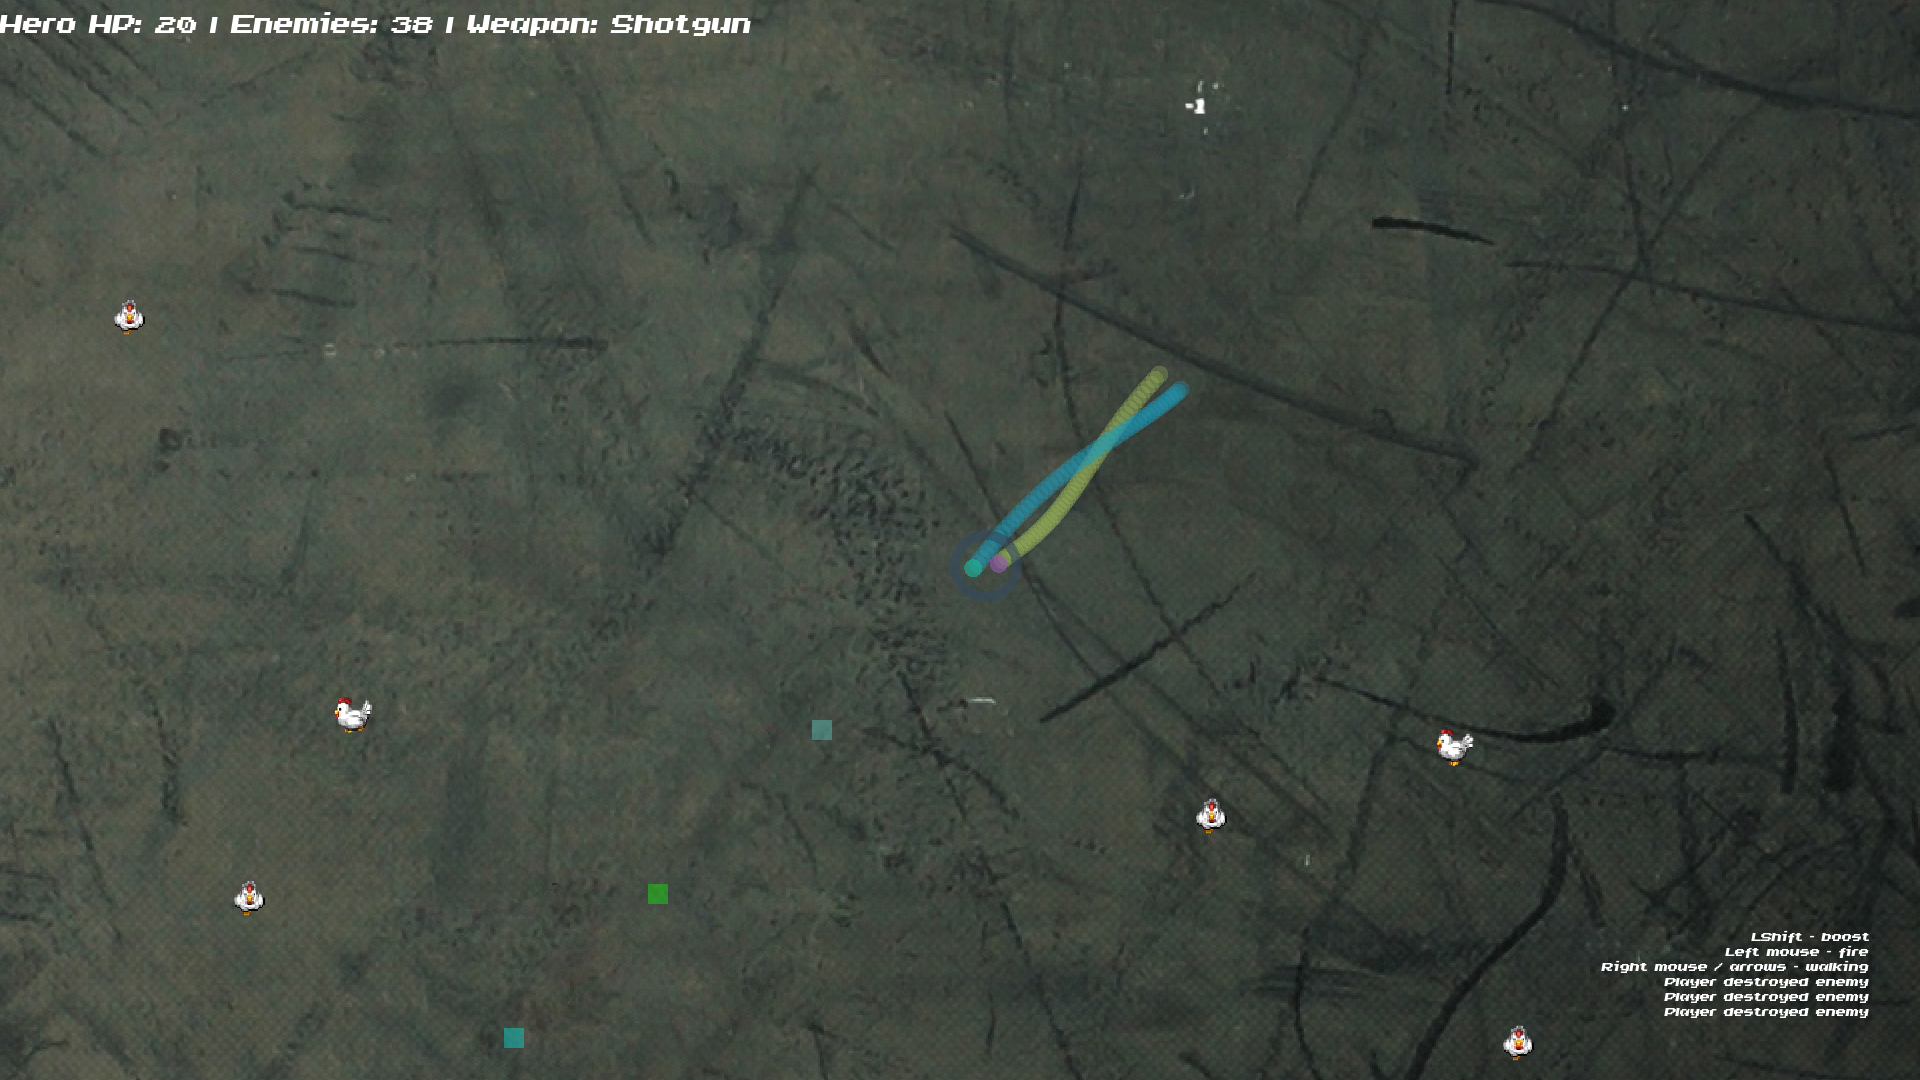 Hero HP: 20 | Enemies: 38 | Weapon: Shotgun
-1
LShift - boost
Left mouse - fire
Right mouse / arrows - walking
Player destroyed enemy
Player destroyed enemy
Player destroyed enemy